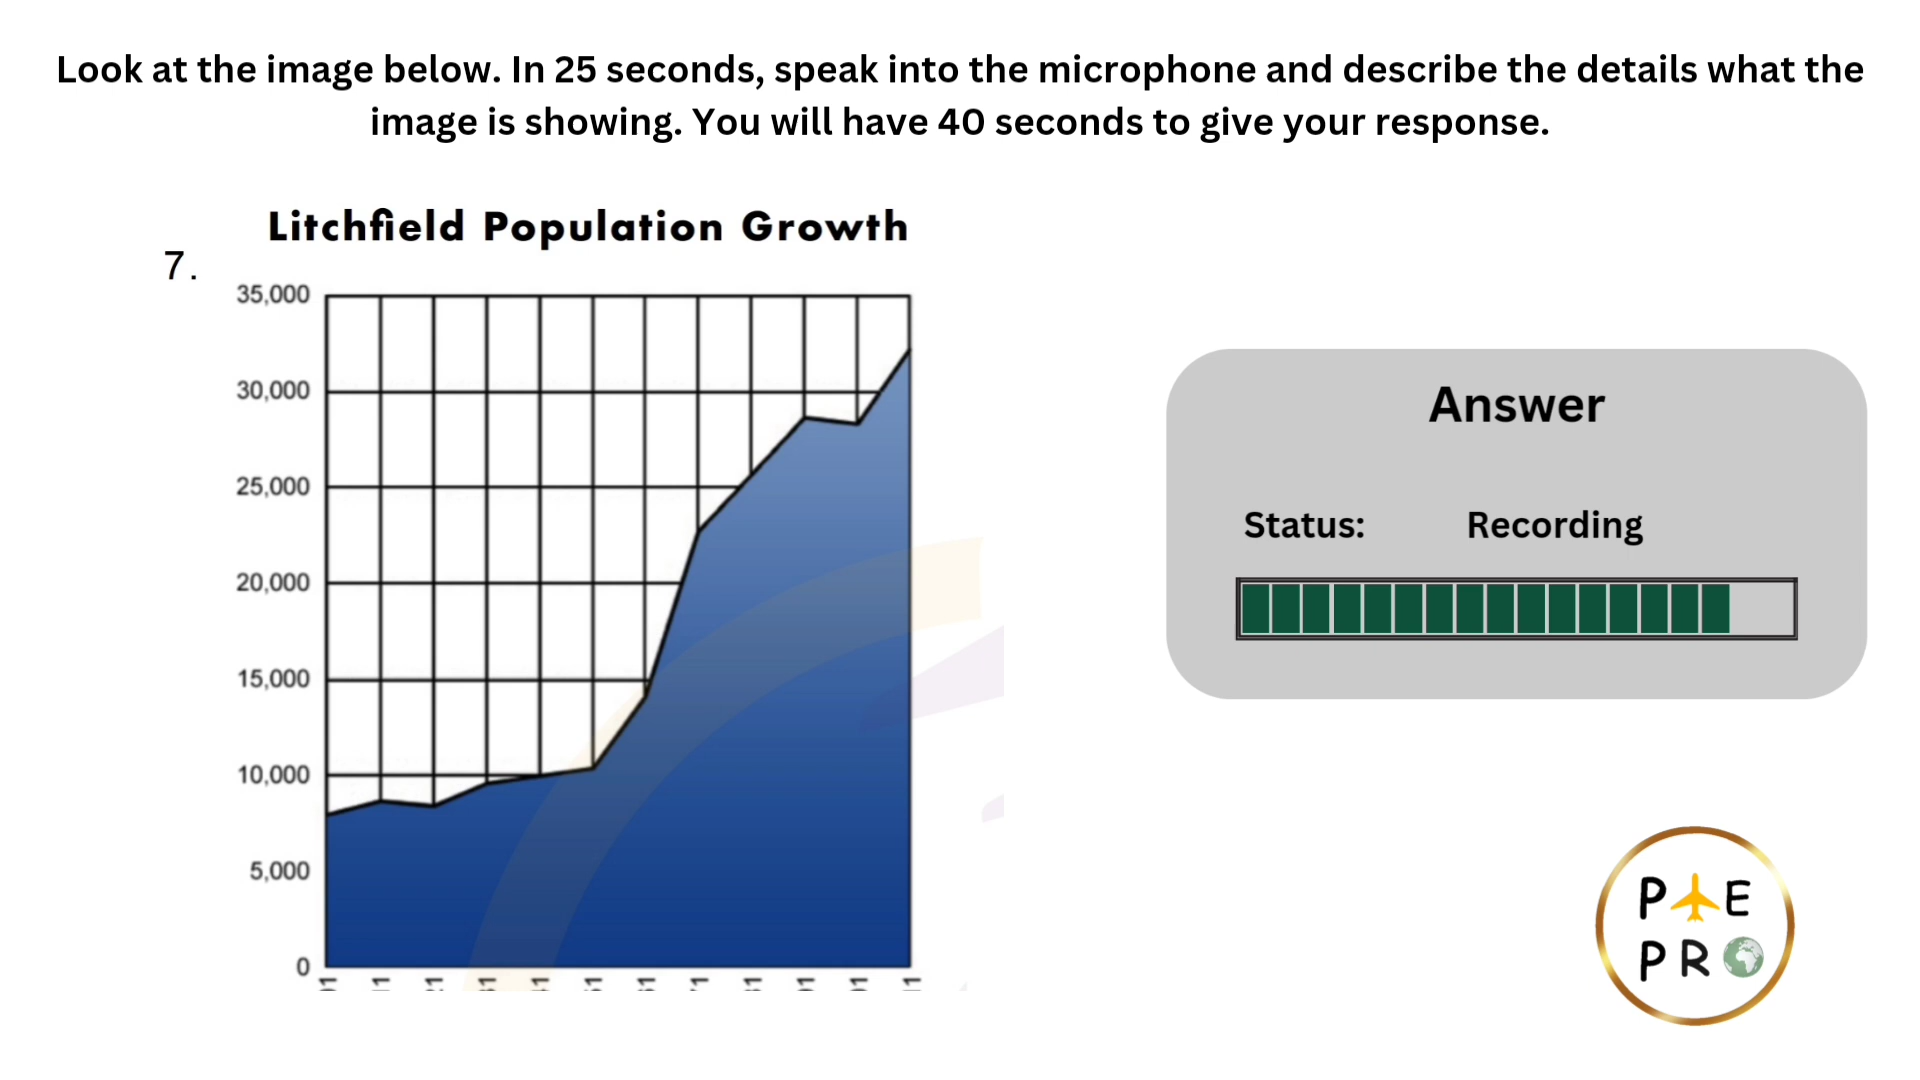 Look at the image below. In 25 seconds, speak into the microphone and describe the details what the
image is showing. You will have 40 seconds to give your response.
Litchfield Population Growth
7.
35,000
30,000
25,000
20,000
15,000
10,000
5,000
0
Answer
Status: Recording
P E
PR